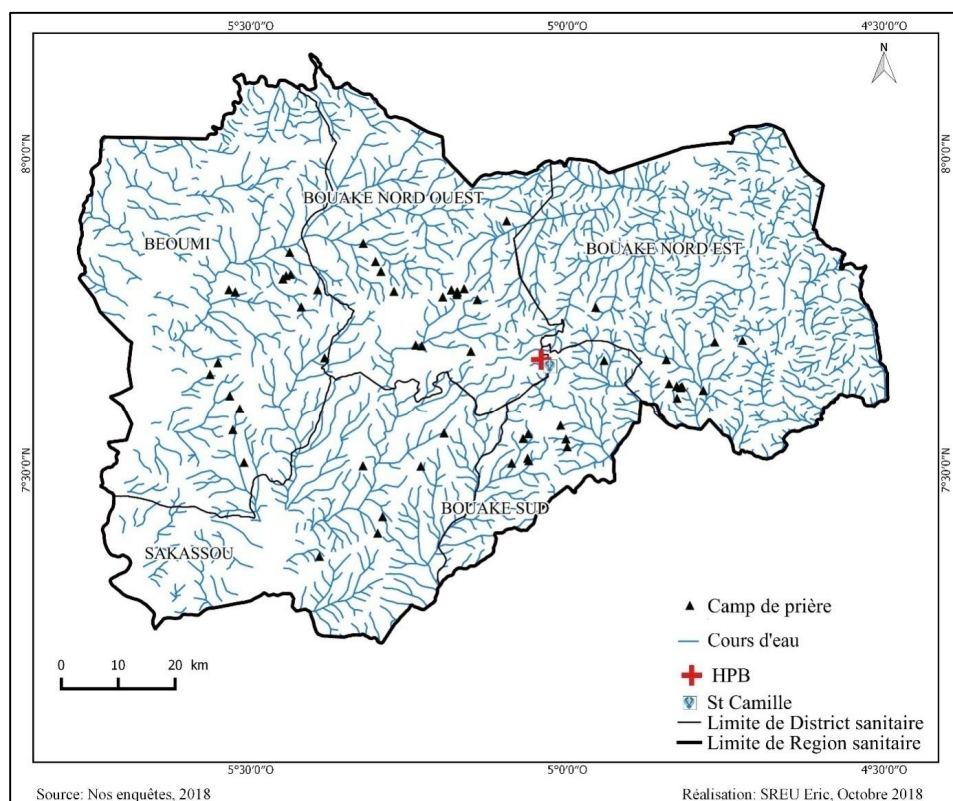 5°30'0"O 5°0'0"O 4°30'0"O
N
8°0'0"N 8°0'0"N
BOUAKE NORD OUEST
BEOUMI
BOUAKE NORD EST
7°30'0"N 7°30'0"N
BOUAKE SUD
SAKASSOU
Camp de prière
Cours d'eau
0 10 20 km
HPB
St Camille
Limite de District sanitaire
Limite de Region sanitaire
5°30'0"O 5°0'0"O 4°30'0"O
Source: Nos enquêtes, 2018 Réalisation: SREU Eric, Octobre 2018